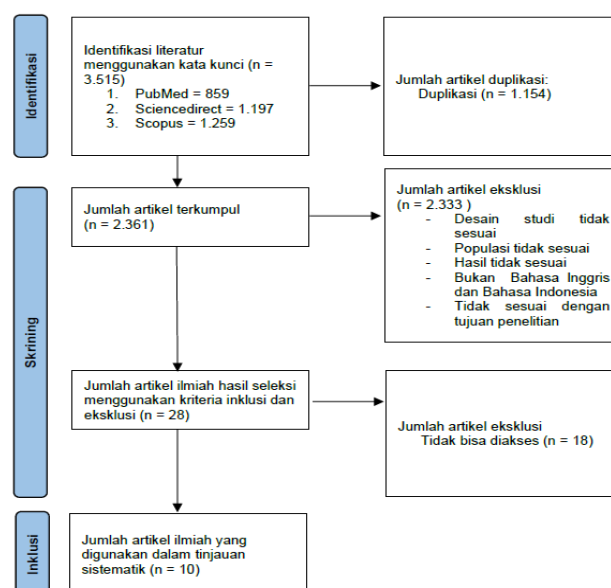 Identifikasi
Identifikasi literatur
menggunakan kata kunci (n =
3.515)
1. PubMed = 859
2. Sciencedirect = 1.197
3. Scopus = 1.259
Jumlah artikel duplikasi:
Duplikasi (n = 1.154)
Skrining
Jumlah artikel terkumpul
(n = 2.361)
Jumlah artikel eksklusi
(n = 2.333 )
- Desain studi tidak
sesuai
- Populasi tidak sesuai
- Hasil tidak sesuai
- Bukan Bahasa Inggris
dan Bahasa Indonesia
- Tidak sesuai dengan
tujuan penelitian
Jumlah artikel ilmiah hasil seleksi
menggunakan kriteria inklusi dan
eksklusi (n = 28)
Jumlah artikel eksklusi
Tidak bisa diakses (n = 18)
Inklusi
Jumlah artikel ilmiah yang
digunakan dalam tinjauan
sistematik (n = 10)